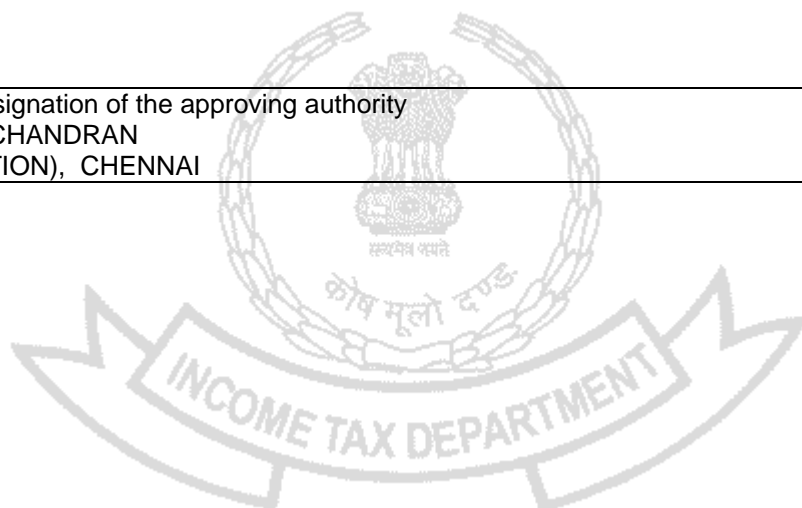 signation of the approving authority
CHANDRAN
TION), CHENNAI
सत्यमेव जयते
कोष मूलो दण्डः
INCOME TAX DEPARTMENT